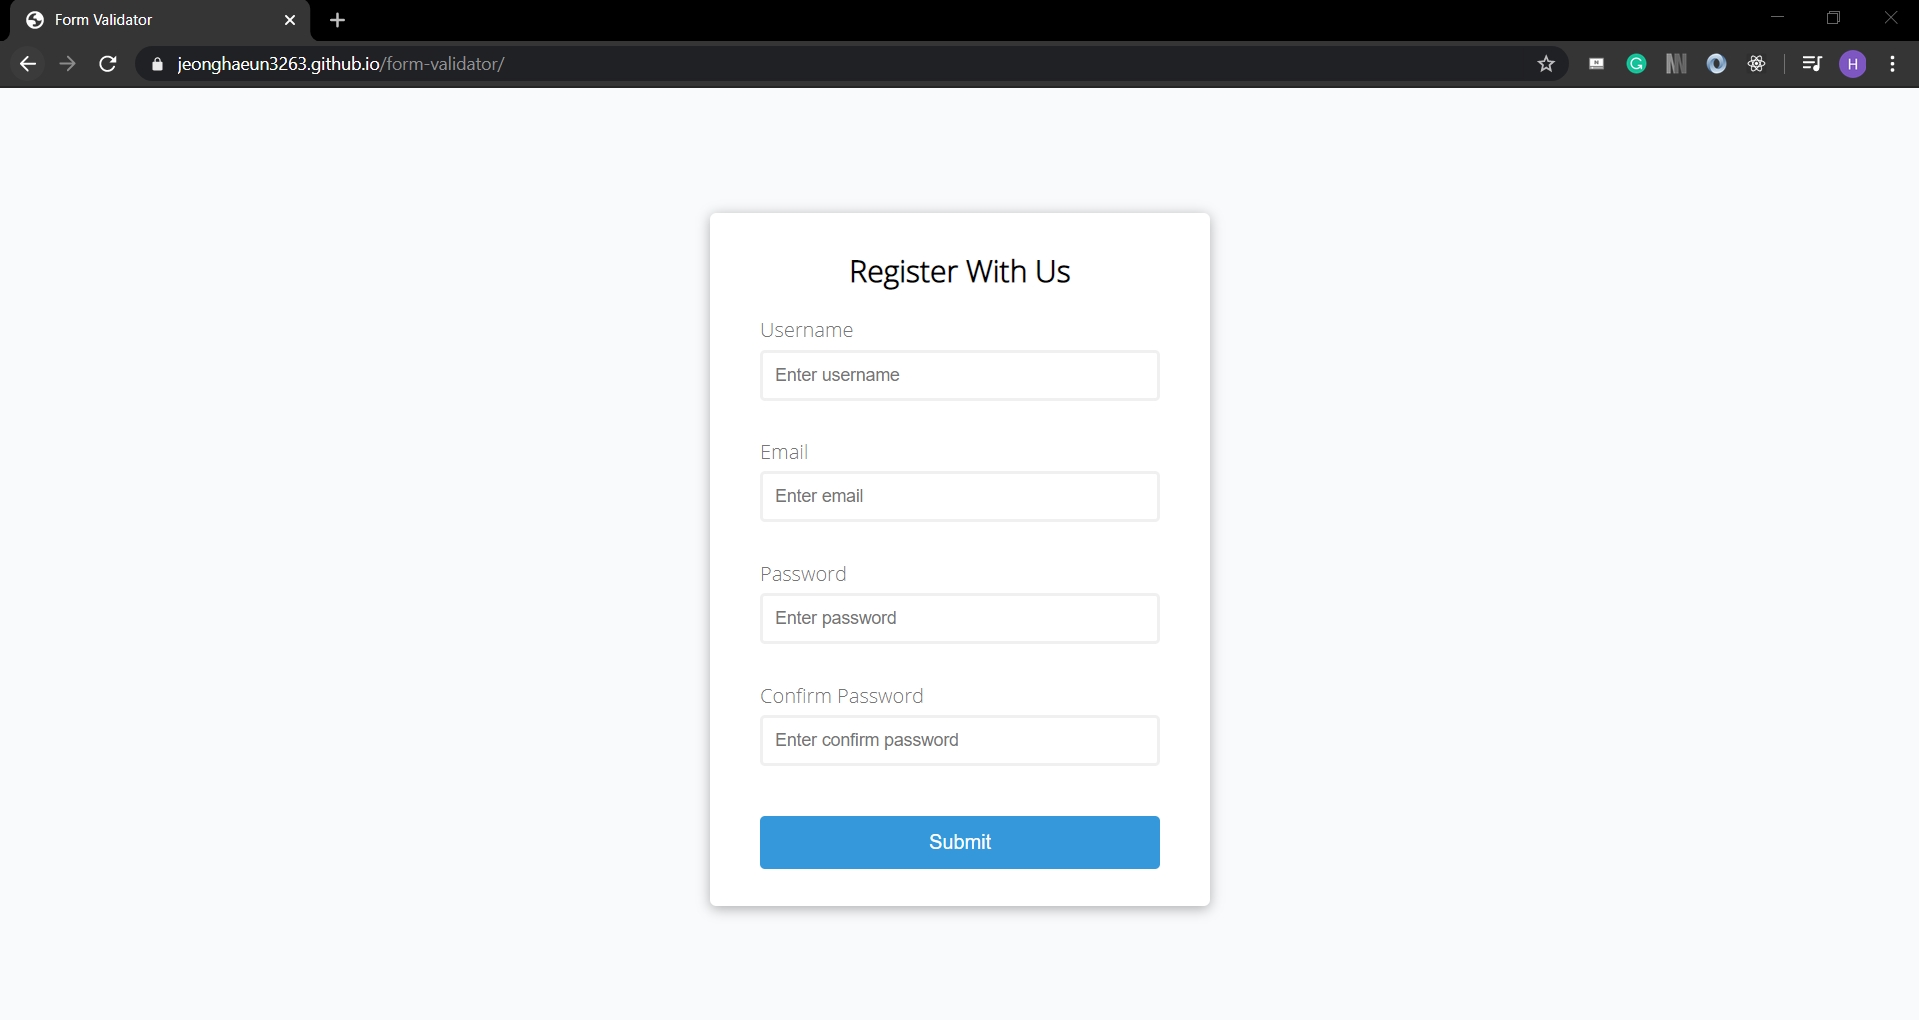 Form Validator
jeonghaeun3263.github.io/form-validator/
H
Register With Us
Username
Enter username
Email
Enter email
Password
Enter password
Confirm Password
Enter confirm password
Submit